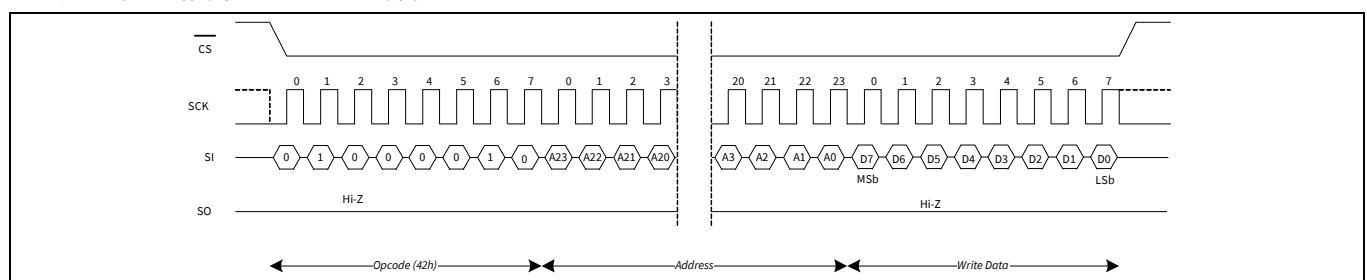 CS
0 1 2 3 4 5 6 7 0 1 2 3 20 21 22 23 0 1 2 3 4 5 6 7
SCK
SI 0 1 0 0 0 0 1 0 A23 A22 A21 A20 A3 A2 A1 A0 D7 D6 D5 D4 D3 D2 D1 D0
MSb LSb
Hi-Z Hi-Z
SO
Opcode (42h) Address Write Data